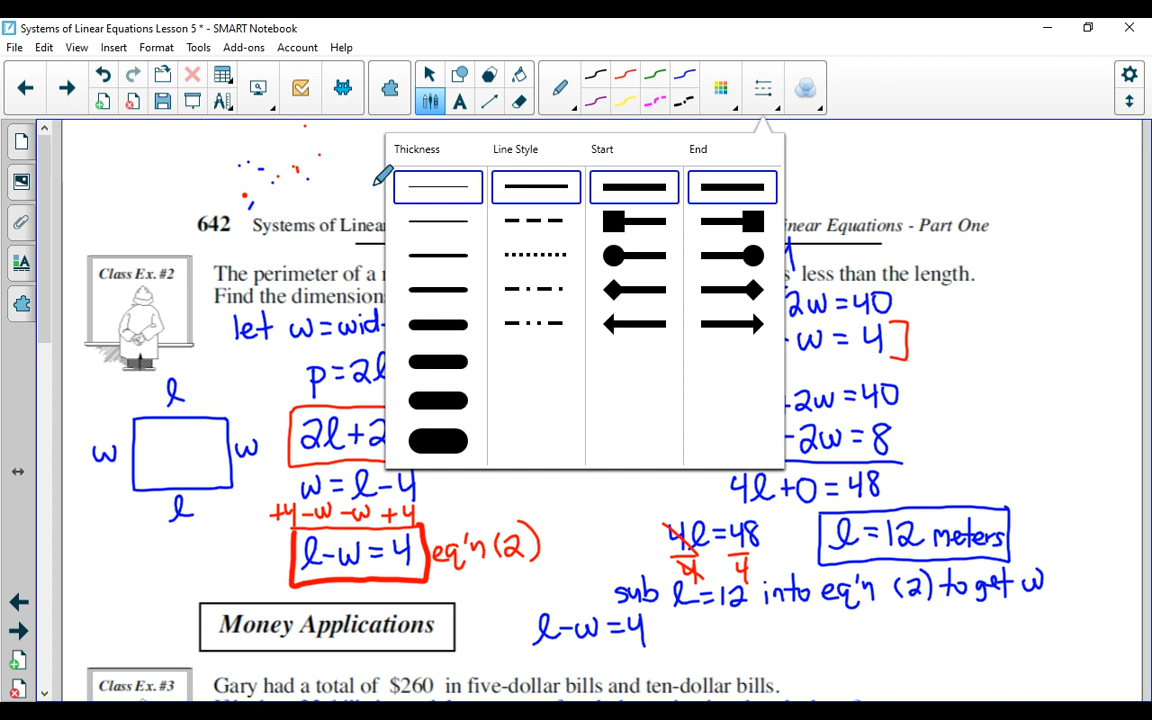 Systems of Linear Equations Lesson 5 * - SMART Notebook
File Edit View Insert Format Tools Add-ons Account Help
Thickness Line Style Start End
642 Systems of Linear
inear Equations - Part One
Class Ex. #2
The perimeter of a
' less than the length.
Find the dimension
let w = wid
2w = 40
w = 4 ]
P = 2l
2w = 40
2l + 2
-2w = 8
l
w w
l
w = l - 4
+4 -w -w +4
4l + 0 = 48
l - w = 4 eq'n (2)
4l = 48
4 4
l = 12 meters
sub l = 12 into eq'n (2) to get w
l - w = 4
Money Applications
Class Ex. #3
Gary had a total of $260 in five-dollar bills and ten-dollar bills.